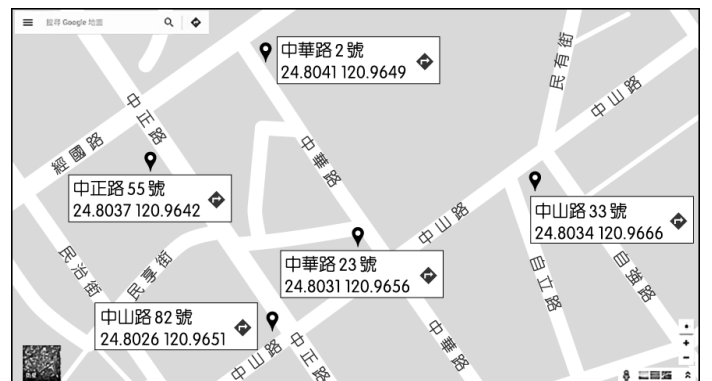 搜尋 Google 地圖
中華路 2 號
24.8041 120.9649
民有街
中山路
中正路
經國路
中華路
中正路 55 號
24.8037 120.9642
中山路 33 號
24.8034 120.9666
中山路
中華路 23 號
24.8031 120.9656
民治街
民享街
自立路
自強路
中山路 82 號
24.8026 120.9651
中山路
中正路
中華路